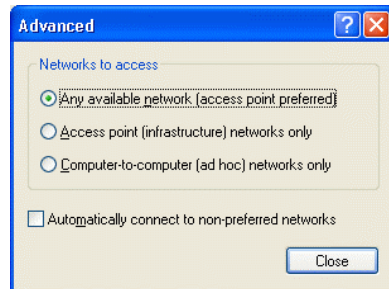 Advanced
Networks to access
Any available network (access point preferred)
Access point (infrastructure) networks only
Computer-to-computer (ad hoc) networks only
Automatically connect to non-preferred networks
Close